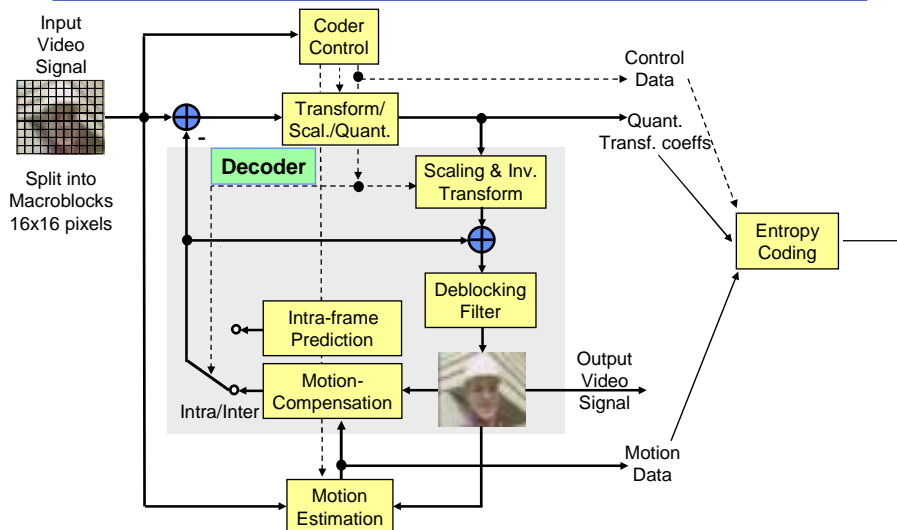 Input
Video
Signal
Coder
Control
Control
Data
Transform/
Scal./Quant.
-
Quant.
Transf. coeffs
Decoder
Scaling & Inv.
Transform
Split into
Macroblocks
16x16 pixels
Entropy
Coding
Deblocking
Filter
Intra-frame
Prediction
Output
Video
Signal
Motion-
Compensation
Intra/Inter
Motion
Data
Motion
Estimation